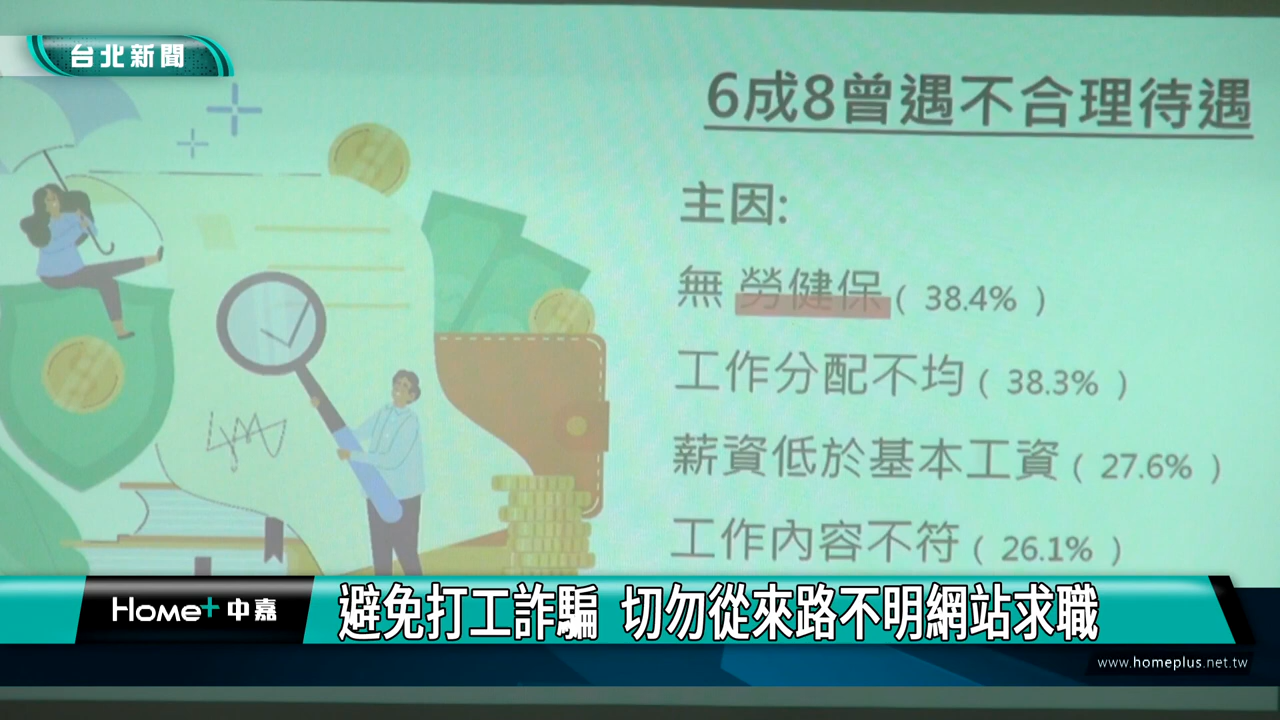 台北新聞
6成8曾遇不合理待遇
主因:
無 勞健保( 38.4% )
工作分配不均( 38.3% )
薪資低於基本工資( 27.6% )
工作內容不符( 26.1% )
Home+ 中嘉
避免打工詐騙 切勿從來路不明網站求職
www.homeplus.net.tw